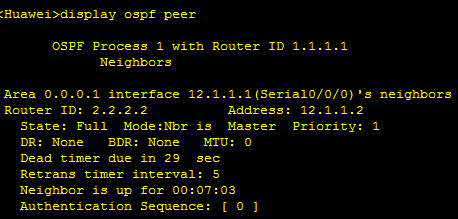 <Huawei>display ospf peer
OSPF Process 1 with Router ID 1.1.1.1
Neighbors
Area 0.0.0.1 interface 12.1.1.1(Serial0/0/0)'s neighbors
Router ID: 2.2.2.2 Address: 12.1.1.2
State: Full Mode:Nbr is Master Priority: 1
DR: None BDR: None MTU: 0
Dead timer due in 29 sec
Retrans timer interval: 5
Neighbor is up for 00:07:03
Authentication Sequence: [ 0 ]